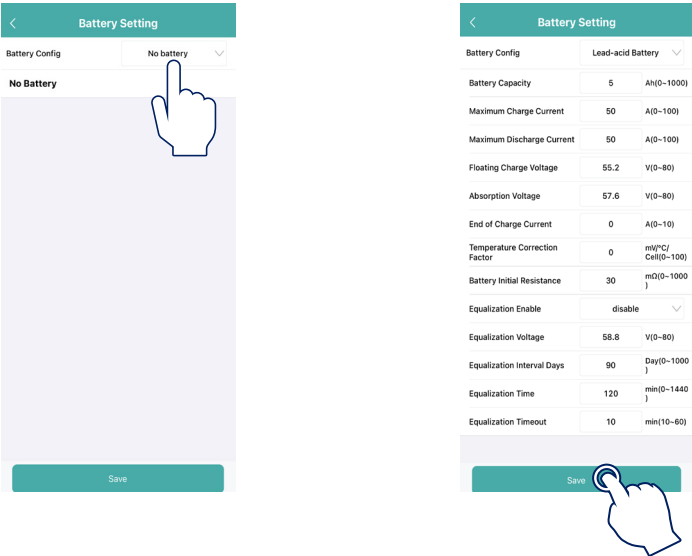 Battery Setting
Battery Config No battery
No Battery
Save
Battery Setting
Battery Config Lead-acid Battery
Battery Capacity 5 Ah(0~1000)
Maximum Charge Current 50 A(0~100)
Maximum Discharge Current 50 A(0~100)
Floating Charge Voltage 55.2 V(0~80)
Absorption Voltage 57.6 V(0~80)
End of Charge Current 0 A(0~10)
Temperature Correction
Factor 0 mV/°C/
Cell(0~100)
Battery Initial Resistance 30 mΩ(0~1000
)
Equalization Enable disable
Equalization Voltage 58.8 V(0~80)
Equalization Interval Days 90 Day(0~1000
)
Equalization Time 120 min(0~1440
)
Equalization Timeout 10 min(10~60)
Save